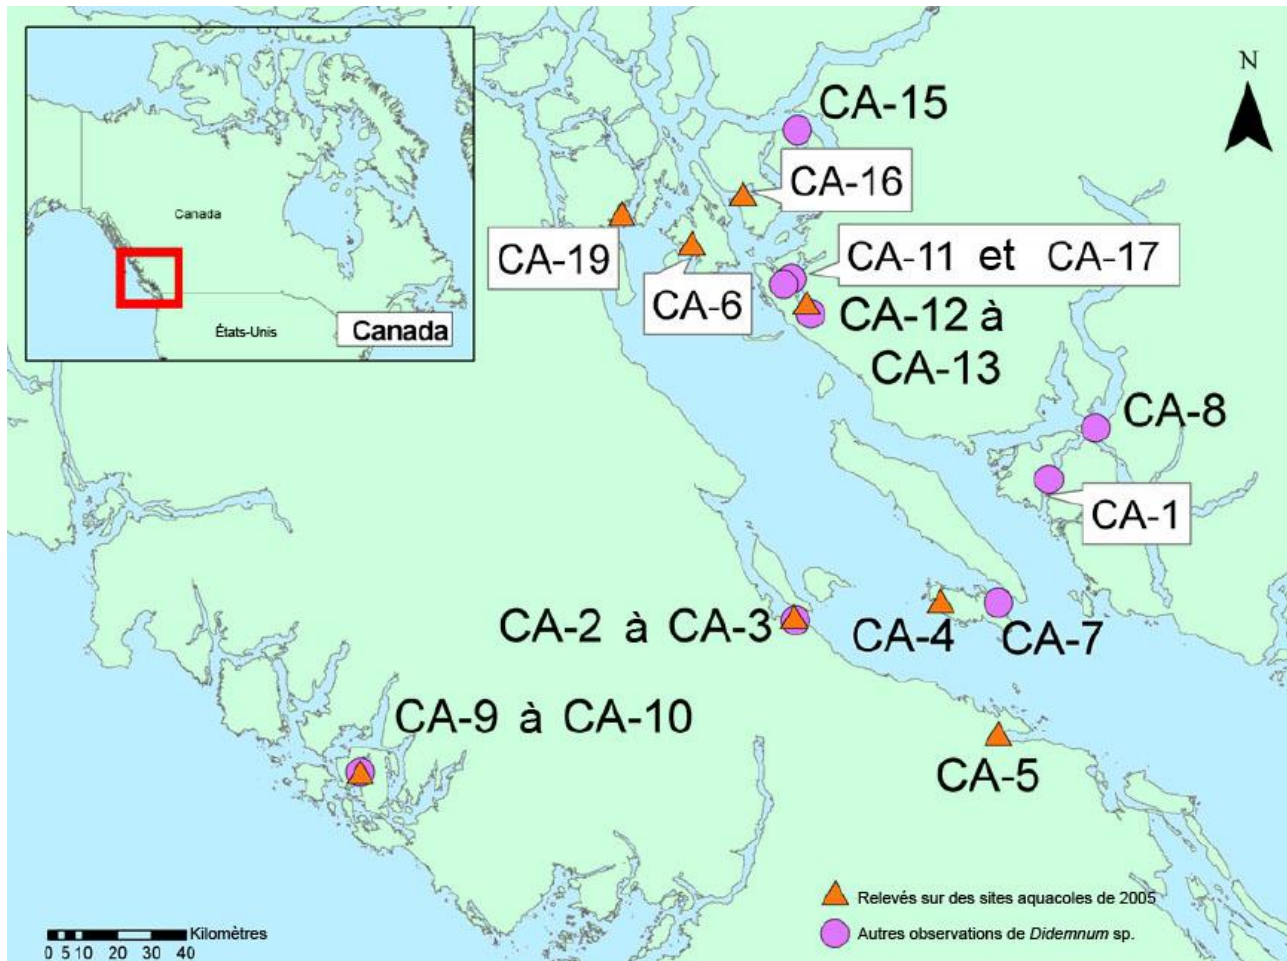 N
CA-15
CA-16
CA-19
CA-6
CA-11 et CA-17
CA-12 à
CA-13
CA-8
CA-1
CA-2 à CA-3
CA-4
CA-7
CA-9 à CA-10
CA-5
Canada
États-Unis
Canada
Relevés sur des sites aquacoles de 2005
Autres observations de Didemnum sp.
Kilomètres
0 5 10 20 30 40